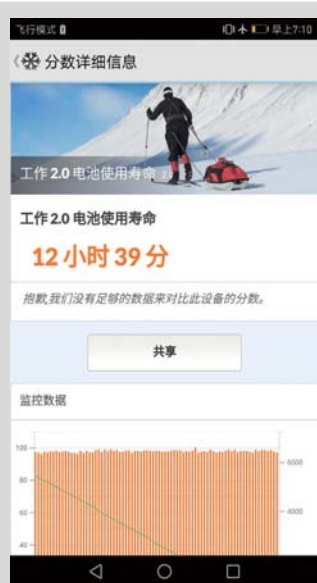 飞行模式 早上7:10
分数详细信息
工作 2.0 电池使用寿命 2.0
工作 2.0 电池使用寿命
12 小时 39 分
抱歉,我们没有足够的数据来对比此设备的分数。
共享
监控数据
100
80
60
40
6000
4000